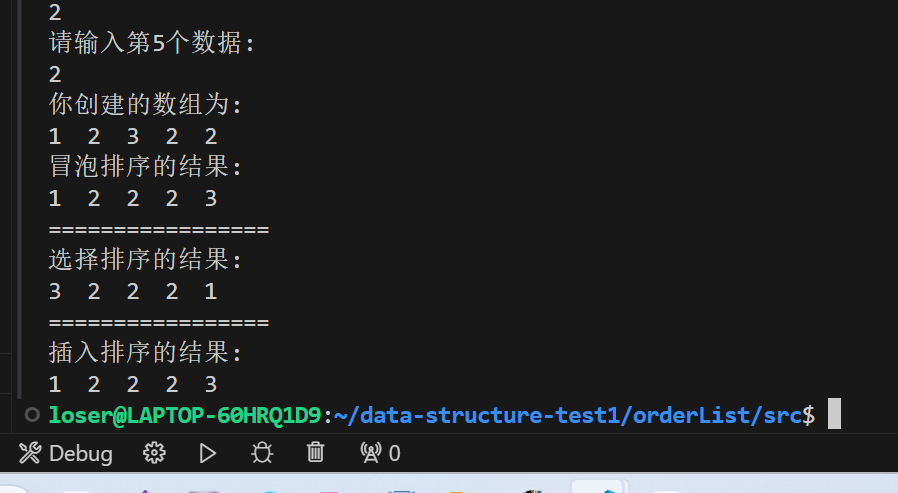 2
请输入第5个数据:
2
你创建的数组为:
1  2  3  2  2
冒泡排序的结果:
1  2  2  2  3
=================
选择排序的结果:
3  2  2  2  1
=================
插入排序的结果:
1  2  2  2  3
loser@LAPTOP-60HRQ1D9:~/data-structure-test1/orderList/src$
Debug 0